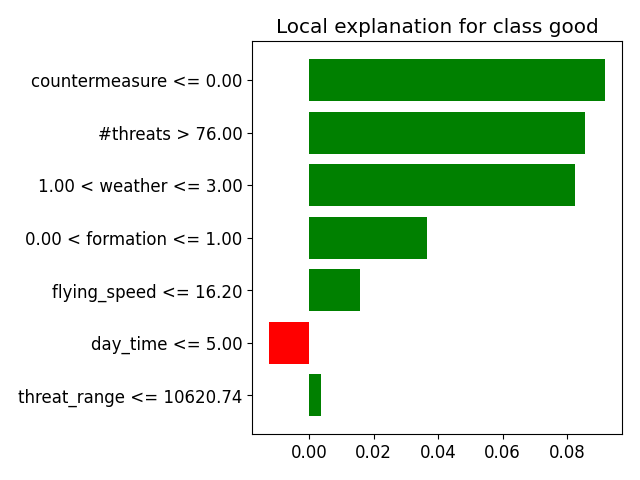 Local explanation for class good
countermeasure <= 0.00
#threats > 76.00
1.00 < weather <= 3.00
0.00 < formation <= 1.00
flying_speed <= 16.20
day_time <= 5.00
threat_range <= 10620.74
0.00 0.02 0.04 0.06 0.08